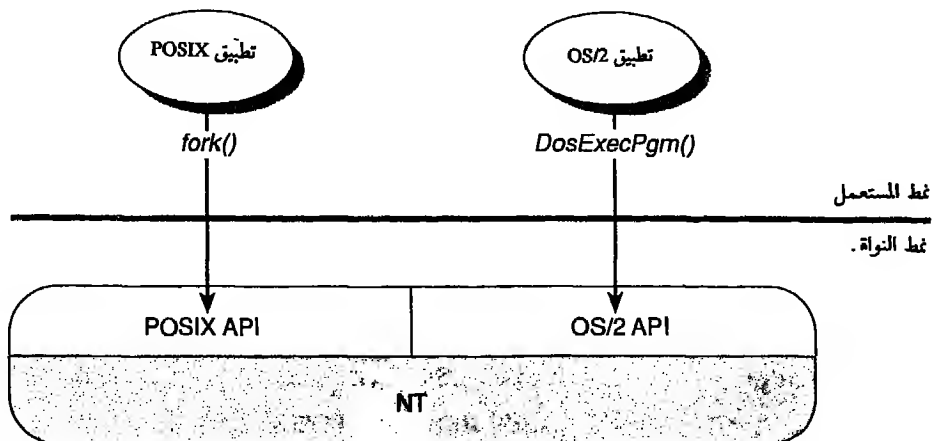 تطبيق POSIX
تطبيق OS/2
fork()
DosExecPgm()
نمط المستعمل
نمط النواة.
POSIX API
OS/2 API
NT